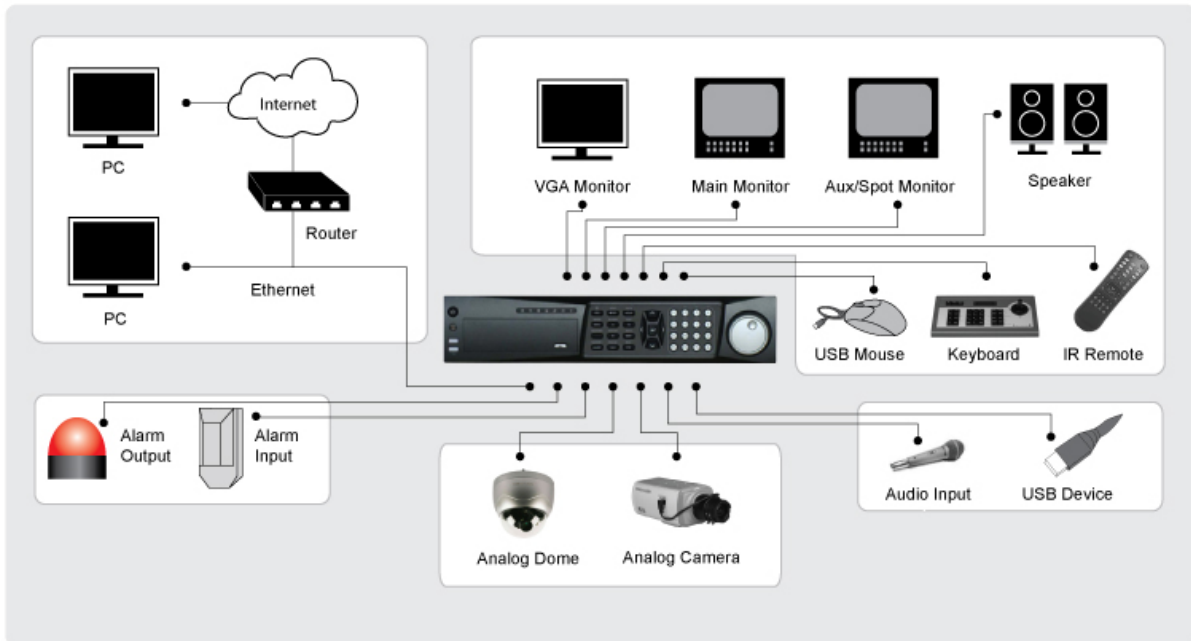 Internet
PC
Router
Ethernet
PC
VGA Monitor
Main Monitor
Aux/Spot Monitor
Speaker
USB Mouse
Keyboard
IR Remote
Alarm
Output
Alarm
Input
Analog Dome
Analog Camera
Audio Input
USB Device